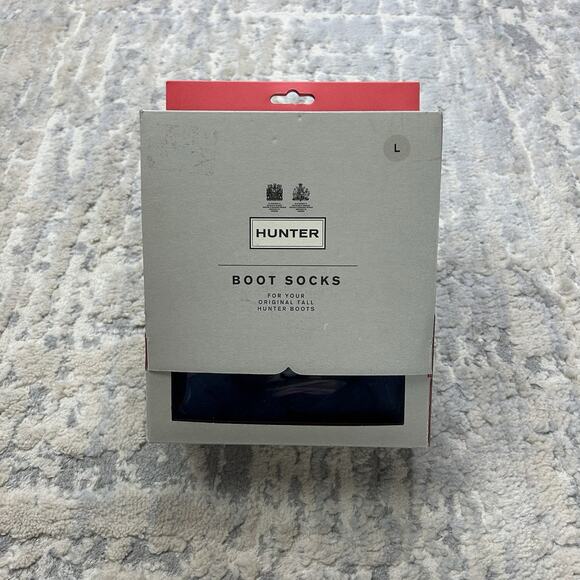 L
HUNTER
BOOT SOCKS
FOR YOUR
ORIGINAL TALL
HUNTER BOOTS